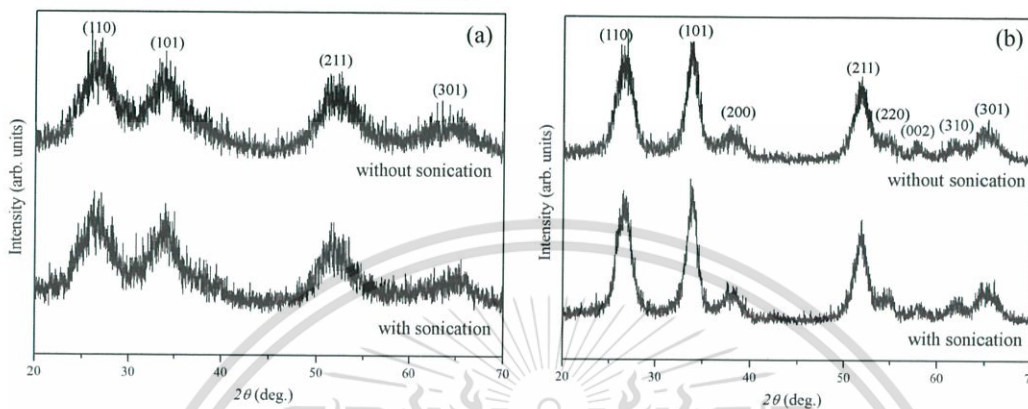 (a)
(110)
(101)
(211)
(301)
without sonication
with sonication
Intensity (arb. units)
20 30 40 50 60 70
2θ (deg.)
(b)
(110)
(101)
(200)
(211)
(220)
(002)
(310)
(301)
without sonication
with sonication
Intensity (arb. units)
20 30 40 50 60 70
2θ (deg.)